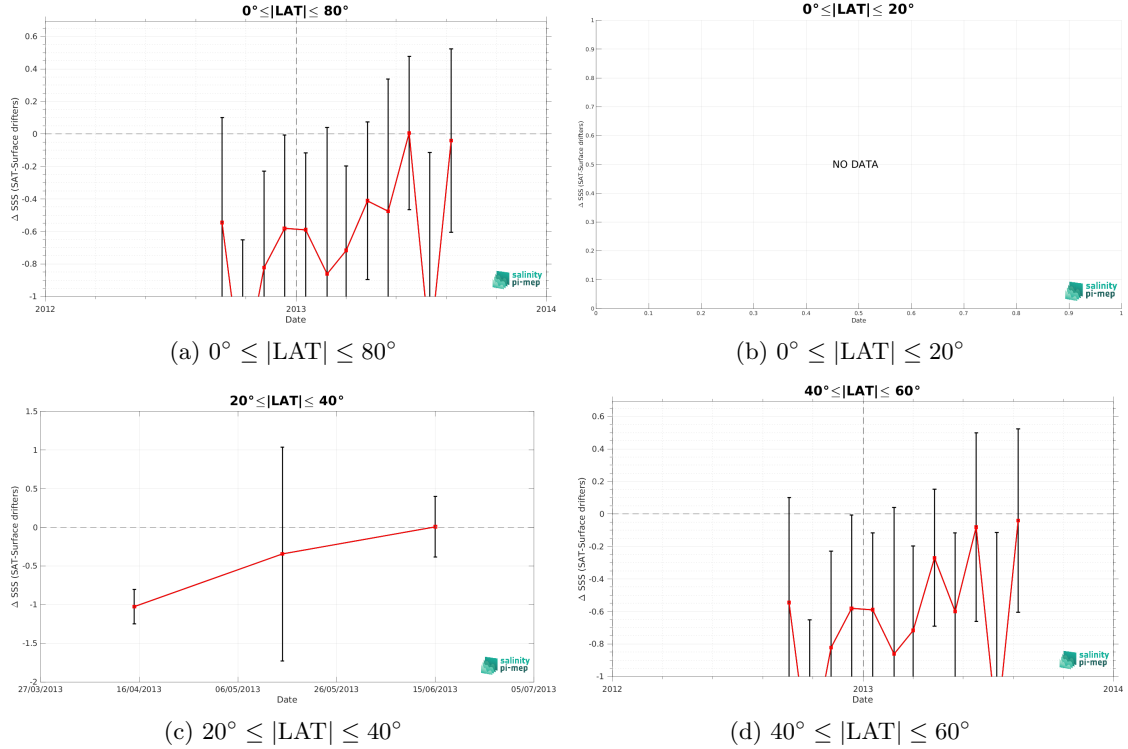 0°≤|LAT|≤ 80°
0.6
0.4
0.2
0
-0.2
-0.4
-0.6
-0.8
-1
Δ SSS (SAT-Surface drifters)
2012
2013
2014
Date
salinity
pi-mep
(a) 0° ≤ |LAT| ≤ 80°
0°≤|LAT|≤ 20°
1
0.9
0.8
0.7
0.6
0.5
0.4
0.3
0.2
0.1
0
Δ SSS (SAT-Surface drifters)
NO DATA
0 0.1 0.2 0.3 0.4 0.5 0.6 0.7 0.8 0.9 1
Date
salinity
pi-mep
(b) 0° ≤ |LAT| ≤ 20°
20°≤|LAT|≤ 40°
1.5
1
0.5
0
-0.5
-1
-1.5
-2
Δ SSS (SAT-Surface drifters)
27/03/2013 16/04/2013 06/05/2013 26/05/2013 15/06/2013 05/07/2013
Date
salinity
pi-mep
(c) 20° ≤ |LAT| ≤ 40°
40°≤|LAT|≤ 60°
0.6
0.4
0.2
0
-0.2
-0.4
-0.6
-0.8
-1
Δ SSS (SAT-Surface drifters)
2012
2013
2014
Date
salinity
pi-mep
(d) 40° ≤ |LAT| ≤ 60°